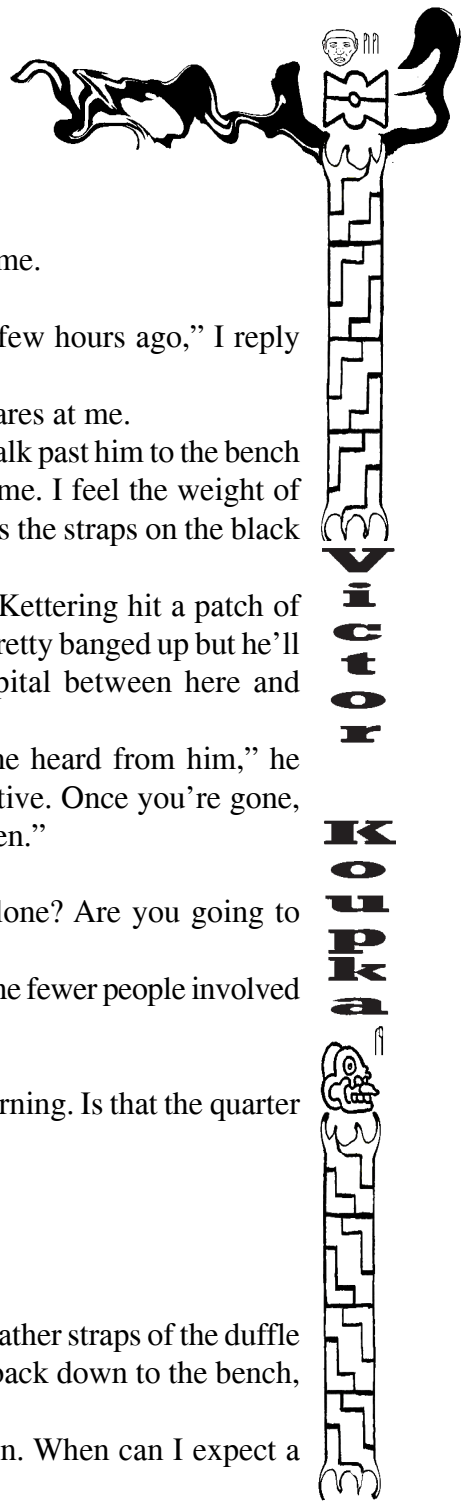 me.
few hours ago,” I reply
ares at me.
alk past him to the bench
me. I feel the weight of
s the straps on the black
Kettering hit a patch of
retty banged up but he’ll
pital between here and
ne heard from him,” he
tive. Once you’re gone,
en.”
lone? Are you going to
he fewer people involved
rning. Is that the quarter
ather straps of the duffle
back down to the bench,
n. When can I expect a
Victor
Koupka